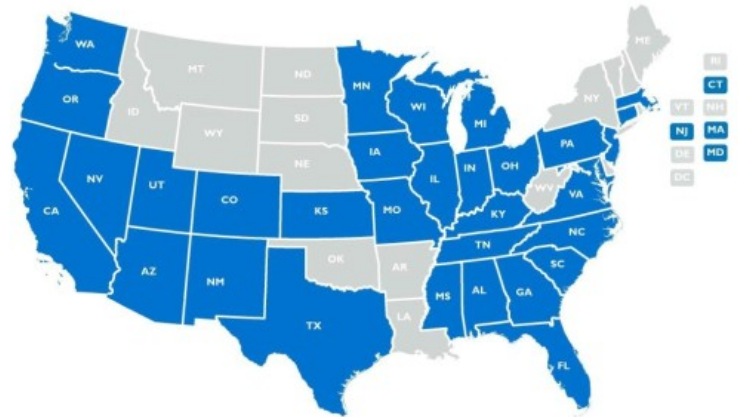 WA
MT
ND
MN
ME
OR
ID
WY
SD
WI
MI
NY
RI
CT
VT
NH
NJ
MA
DE
MD
DC
NV
UT
CO
NE
IA
IL
IN
OH
PA
CA
KS
MO
KY
WV
VA
AZ
NM
OK
AR
TN
NC
SC
TX
LA
MS
AL
GA
FL